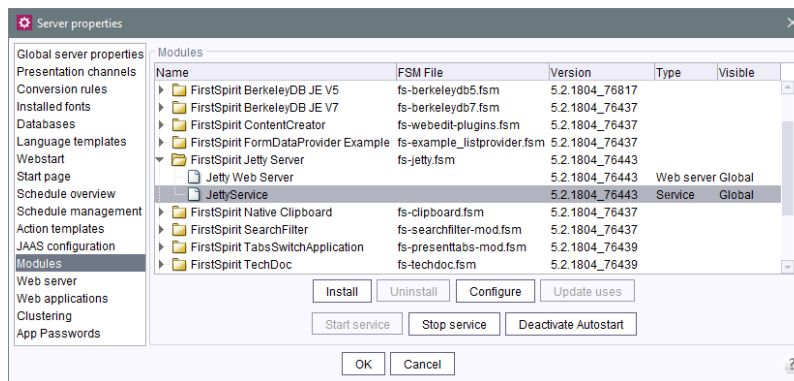 Server properties
Global server properties
Presentation channels
Conversion rules
Installed fonts
Databases
Language templates
Webstart
Start page
Schedule overview
Schedule management
Action templates
JAAS configuration
Modules
Web server
Web applications
Clustering
App Passwords
Modules
Name FSM File Version Type Visible
FirstSpirit BerkeleyDB JE V5 fs-berkeleydb5.fsm 5.2.1804_76817
FirstSpirit BerkeleyDB JE V7 fs-berkeleydb7.fsm 5.2.1804_76437
FirstSpirit ContentCreator fs-webedit-plugins.fsm 5.2.1804_76437
FirstSpirit FormDataProvider Example fs-example_listprovider.fsm 5.2.1804_76437
FirstSpirit Jetty Server fs-jetty.fsm 5.2.1804_76443
Jetty Web Server 5.2.1804_76443 Web server Global
JettyService 5.2.1804_76443 Service Global
FirstSpirit Native Clipboard fs-clipboard.fsm 5.2.1804_76437
FirstSpirit SearchFilter fs-searchfilter-mod.fsm 5.2.1804_76437
FirstSpirit TabsSwitchApplication fs-presenttabs-mod.fsm 5.2.1804_76439
FirstSpirit TechDoc fs-techdoc.fsm 5.2.1804_76439
Install Uninstall Configure Update uses
Start service Stop service Deactivate Autostart
OK Cancel ?